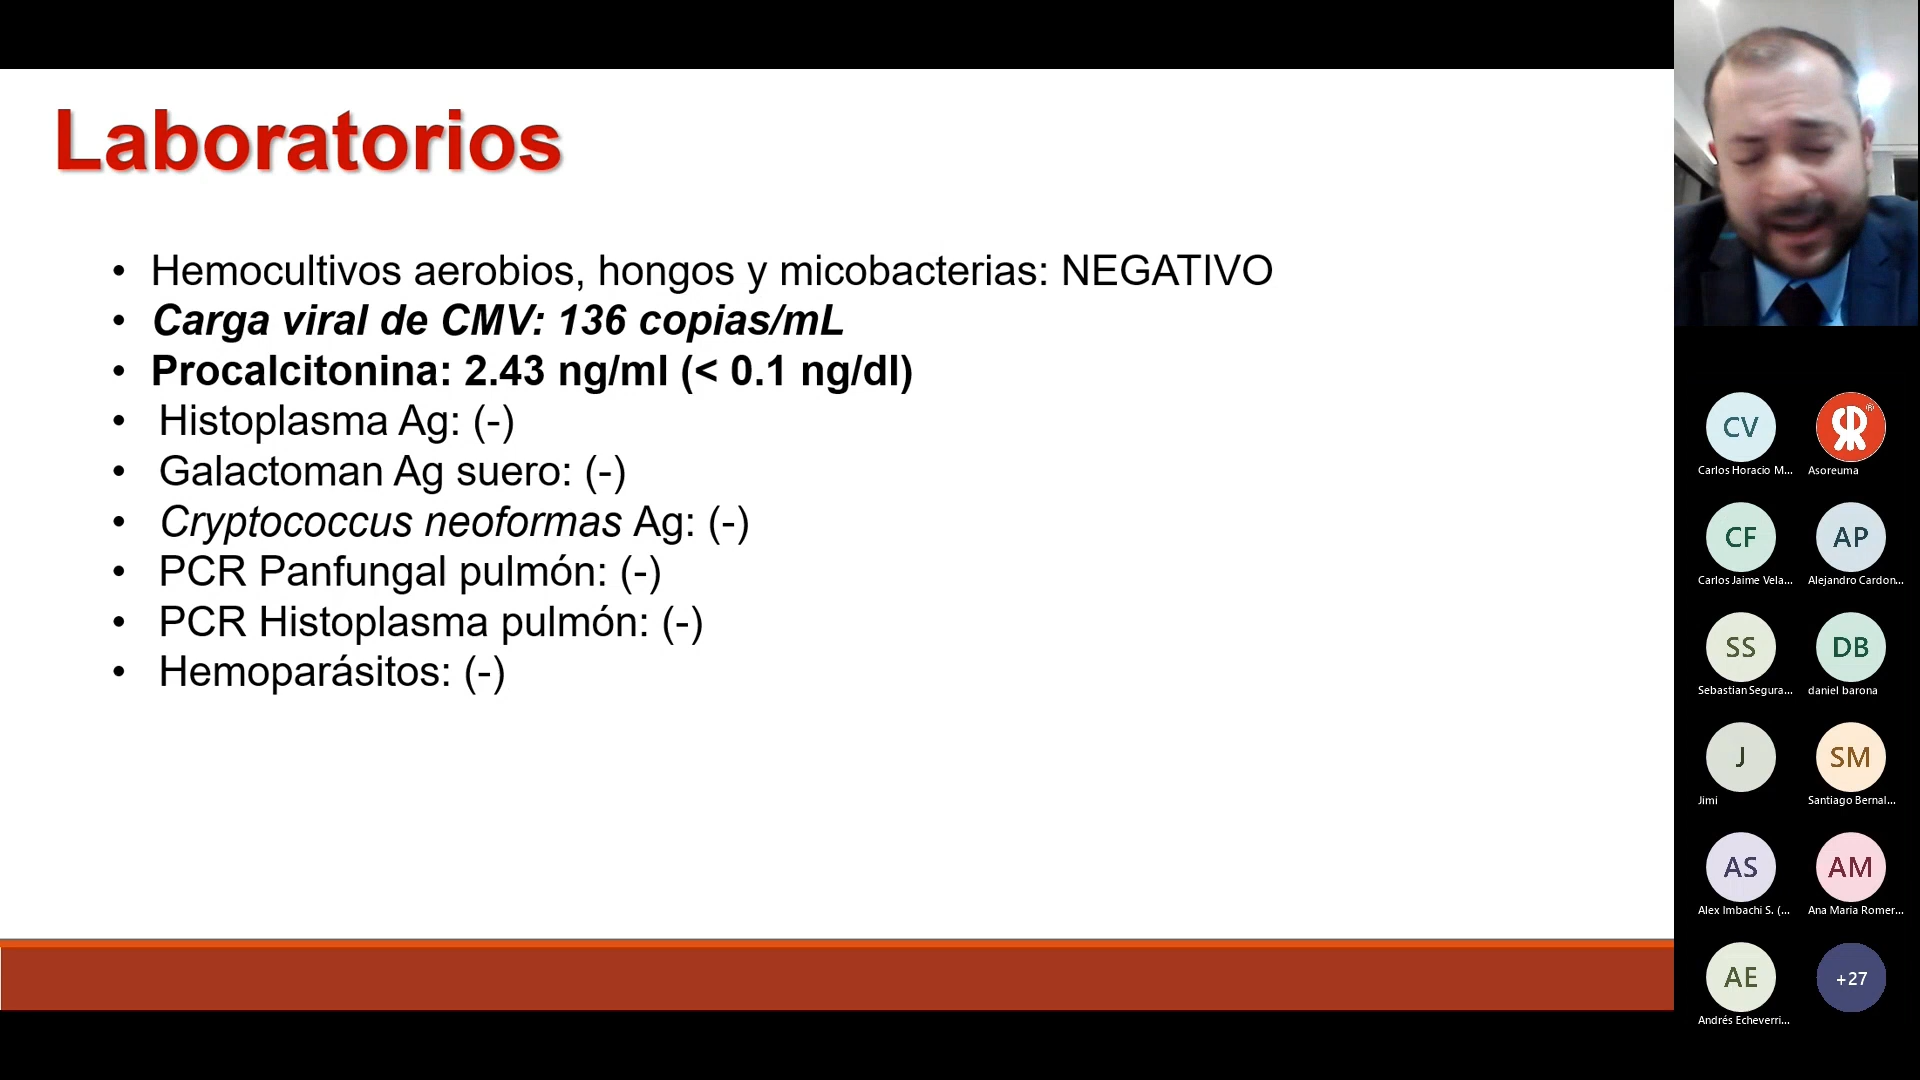 Laboratorios
• Hemocultivos aerobios, hongos y micobacterias: NEGATIVO
• Carga viral de CMV: 136 copias/mL
• Procalcitonina: 2.43 ng/ml (< 0.1 ng/dl)
• Histoplasma Ag: (-)
• Galactoman Ag suero: (-)
• Cryptococcus neoformas Ag: (-)
• PCR Panfungal pulmón: (-)
• PCR Histoplasma pulmón: (-)
• Hemoparásitos: (-)
CV
Carlos Horacio M...
Asoreuma
CF
AP
Carlos Jaime Vela...
Alejandro Cardon...
SS
DB
Sebastian Segura...
daniel barona
J
SM
Jimi
Santiago Bernal...
AS
AM
Alex Imbachi S. (...
Ana Maria Romer...
AE
+27
Andrés Echeverri...